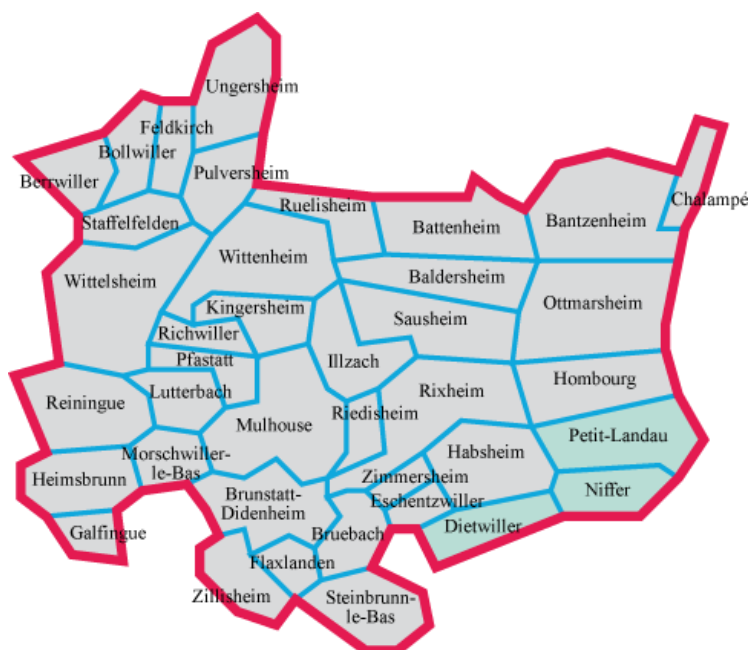 Ungersheim
Feldkirch
Bollwiller
Berrwiller
Pulversheim
Chalampé
Ruelisheim
Staffelfelden
Battenheim
Bantzenheim
Wittenheim
Wittelsheim
Baldersheim
Ottmarsheim
Kingersheim
Sausheim
Richwiller
Pfastatt
Illzach
Hombourg
Lutterbach
Rixheim
Reiningue
Riedisheim
Mulhouse
Petit-Landau
Morschwiller-
le-Bas
Habsheim
Heimsbrunn
Zimmersheim
Niffer
Brunstatt-
Didenheim
Eschentzwiller
Dietwiller
Galfingue
Bruebach
Flaxlanden
Zillisheim
Steinbrunn-
le-Bas